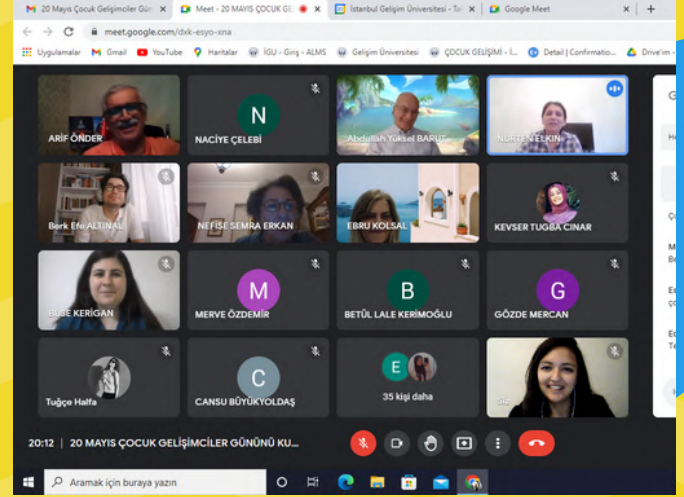 20 Mayıs Çocuk Gelişimciler Gün
Meet - 20 MAYIS ÇOCUK GE
İstanbul Gelişim Üniversitesi - Ta
Google Meet
meet.google.com/dxk-esyo-xna
Uygulamalar
Gmail
YouTube
Haritalar
IGU - Giriş - ALMS
Gelişim Üniversitesi
ÇOCUK GELİŞİMİ - İ...
Detail | Confirmatio...
Drive'ım -
ARİF ÖNDER
N
NACİYE ÇELEBİ
Abdullah Yüksel BARUT
NURTEN ELKIN
Berk Efe ALTINAL
NEFİSE SEMRA ERKAN
EBRU KOLSAL
KEVSER TUGBA CINAR
BUSE KERİGAN
M
MERVE ÖZDEMİR
B
BETÜL LALE KERİMOĞLU
G
GÖZDE MERCAN
Tuğçe Halfa
C
CANSU BÜYÜKYOLDAŞ
E
35 kişi daha
Siz
20:12 | 20 MAYIS ÇOCUK GELİŞİMCİLER GÜNÜNÜ KU...
Aramak için buraya yazın